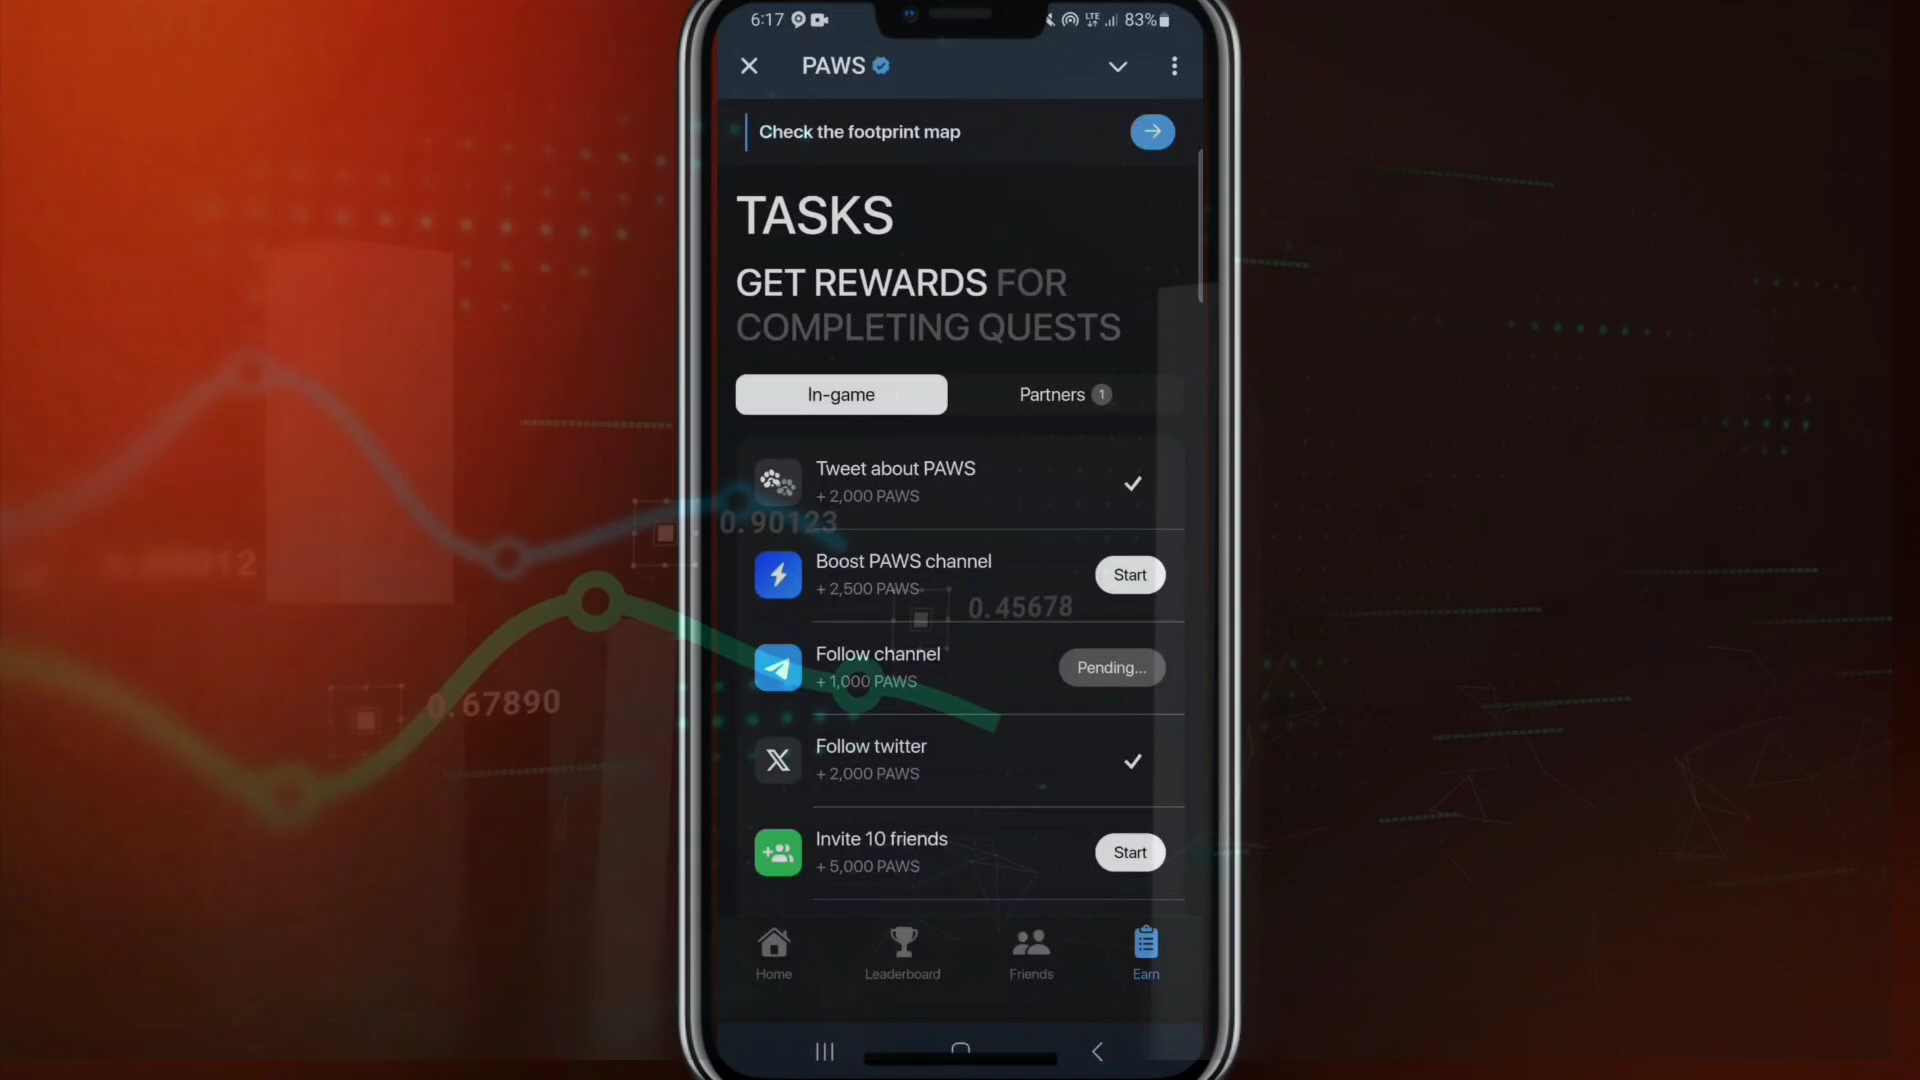 6:17
LTE
83%
PAWS
Check the footprint map
TASKS
GET REWARDS FOR
COMPLETING QUESTS
In-game
Partners 1
Tweet about PAWS
+ 2,000 PAWS
0.90123
Boost PAWS channel
Start
+ 2,500 PAWS
0.45678
Follow channel
Pending...
+ 1,000 PAWS
0.67890
Follow twitter
+ 2,000 PAWS
Invite 10 friends
Start
+ 5,000 PAWS
Home
Leaderboard
Friends
Earn